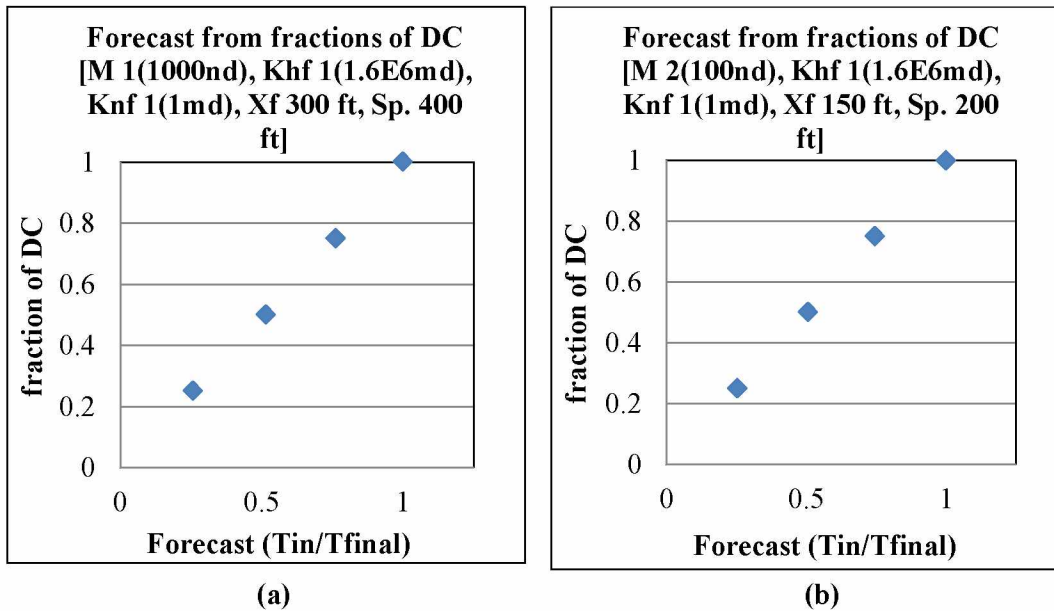 Forecast from fractions of DC
[M 1(1000nd), Khf 1(1.6E6md),
Knf 1(1md), Xf 300 ft, Sp. 400
ft]
1
0.8
0.6
0.4
0.2
0
fraction of DC
0 0.5 1
Forecast (Tin/Tfinal)
(a)
Forecast from fractions of DC
[M 2(100nd), Khf 1(1.6E6md),
Knf 1(1md), Xf 150 ft, Sp. 200
ft]
1
0.8
0.6
0.4
0.2
0
fraction of DC
0 0.5 1
Forecast (Tin/Tfinal)
(b)